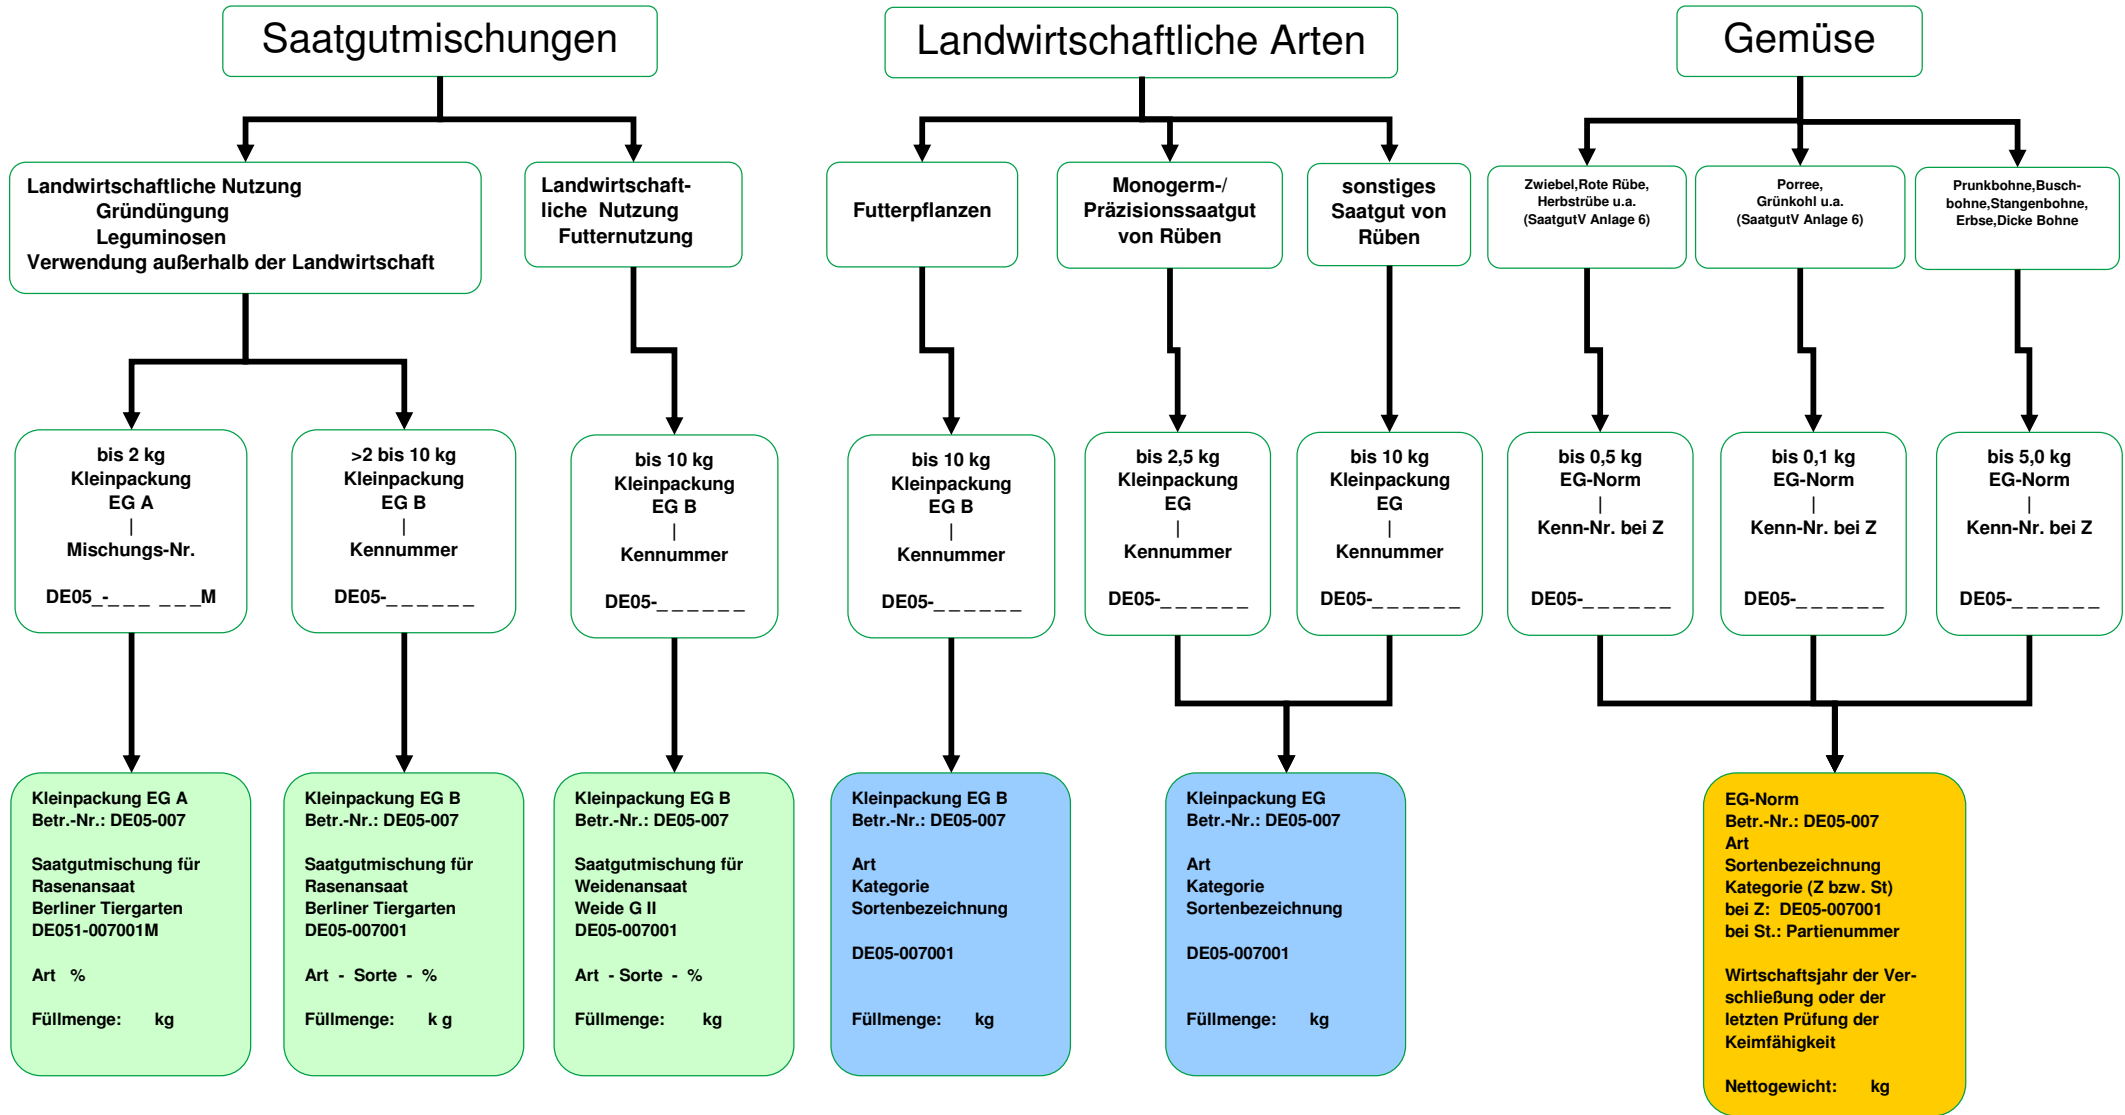 Saatgutmischungen
Landwirtschaftliche Arten
Gemüse
Landwirtschaftliche Nutzung
Gründüngung
Leguminosen
Verwendung außerhalb der Landwirtschaft
Landwirtschaft-
liche Nutzung
Futternutzung
Futterpflanzen
Monogerm-/
Präzisionssaatgut
von Rüben
sonstiges
Saatgut von
Rüben
Zwiebel,Rote Rübe,
Herbstrübe u.a.
(SaatgutV Anlage 6)
Porree,
Grünkohl u.a.
(SaatgutV Anlage 6)
Prunkbohne,Busch-
bohne,Stangenbohne,
Erbse,Dicke Bohne
bis 2 kg
Kleinpackung
EG A
|
Mischungs-Nr.
DE05_-_ _ _ _ _ _M
>2 bis 10 kg
Kleinpackung
EG B
|
Kennummer
DE05-_ _ _ _ _ _
bis 10 kg
Kleinpackung
EG B
|
Kennummer
DE05-_ _ _ _ _ _
bis 10 kg
Kleinpackung
EG B
|
Kennummer
DE05-_ _ _ _ _ _
bis 2,5 kg
Kleinpackung
EG
|
Kennummer
DE05-_ _ _ _ _ _
bis 10 kg
Kleinpackung
EG
|
Kennummer
DE05-_ _ _ _ _ _
bis 0,5 kg
EG-Norm
|
Kenn-Nr. bei Z
DE05-_ _ _ _ _ _
bis 0,1 kg
EG-Norm
|
Kenn-Nr. bei Z
DE05-_ _ _ _ _ _
bis 5,0 kg
EG-Norm
|
Kenn-Nr. bei Z
DE05-_ _ _ _ _ _
Kleinpackung EG A
Betr.-Nr.: DE05-007
Saatgutmischung für
Rasenansaat
Berliner Tiergarten
DE051-007001M
Art %
Füllmenge: kg
Kleinpackung EG B
Betr.-Nr.: DE05-007
Saatgutmischung für
Rasenansaat
Berliner Tiergarten
DE05-007001
Art - Sorte - %
Füllmenge: k g
Kleinpackung EG B
Betr.-Nr.: DE05-007
Saatgutmischung für
Weidenansaat
Weide G II
DE05-007001
Art - Sorte - %
Füllmenge: kg
Kleinpackung EG B
Betr.-Nr.: DE05-007
Art
Kategorie
Sortenbezeichnung
DE05-007001
Füllmenge: kg
Kleinpackung EG
Betr.-Nr.: DE05-007
Art
Kategorie
Sortenbezeichnung
DE05-007001
Füllmenge: kg
EG-Norm
Betr.-Nr.: DE05-007
Art
Sortenbezeichnung
Kategorie (Z bzw. St)
bei Z: DE05-007001
bei St.: Partienummer
Wirtschaftsjahr der Ver-
schließung oder der
letzten Prüfung der
Keimfähigkeit
Nettogewicht: kg